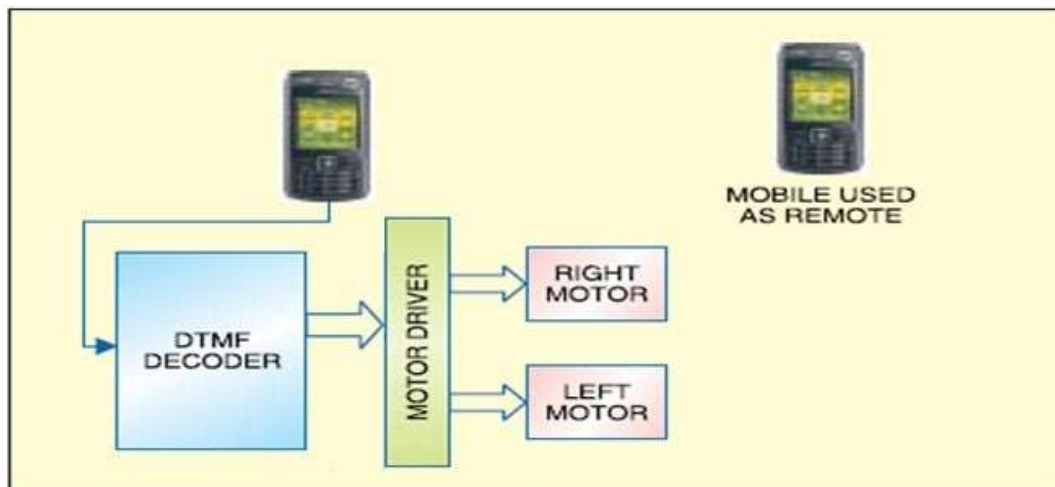 MOBILE USED
AS REMOTE
DTMF
DECODER
MOTOR DRIVER
RIGHT
MOTOR
LEFT
MOTOR